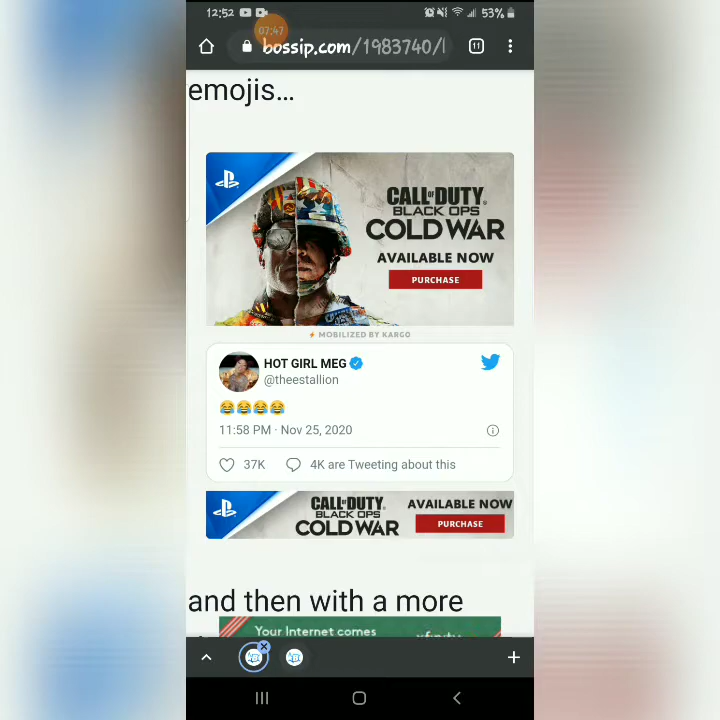 12:52
53%
07:47
bossip.com/1983740/
11
emojis...
CALL OF DUTY
BLACK OPS
COLD WAR
AVAILABLE NOW
PURCHASE
MOBILIZED BY KARGO
HOT GIRL MEG
@theestallion
😂😂😂😂
11:58 PM · Nov 25, 2020
37K
4K are Tweeting about this
CALL OF DUTY
BLACK OPS
COLD WAR
AVAILABLE NOW
PURCHASE
and then with a more
Your Internet comes
xfinity